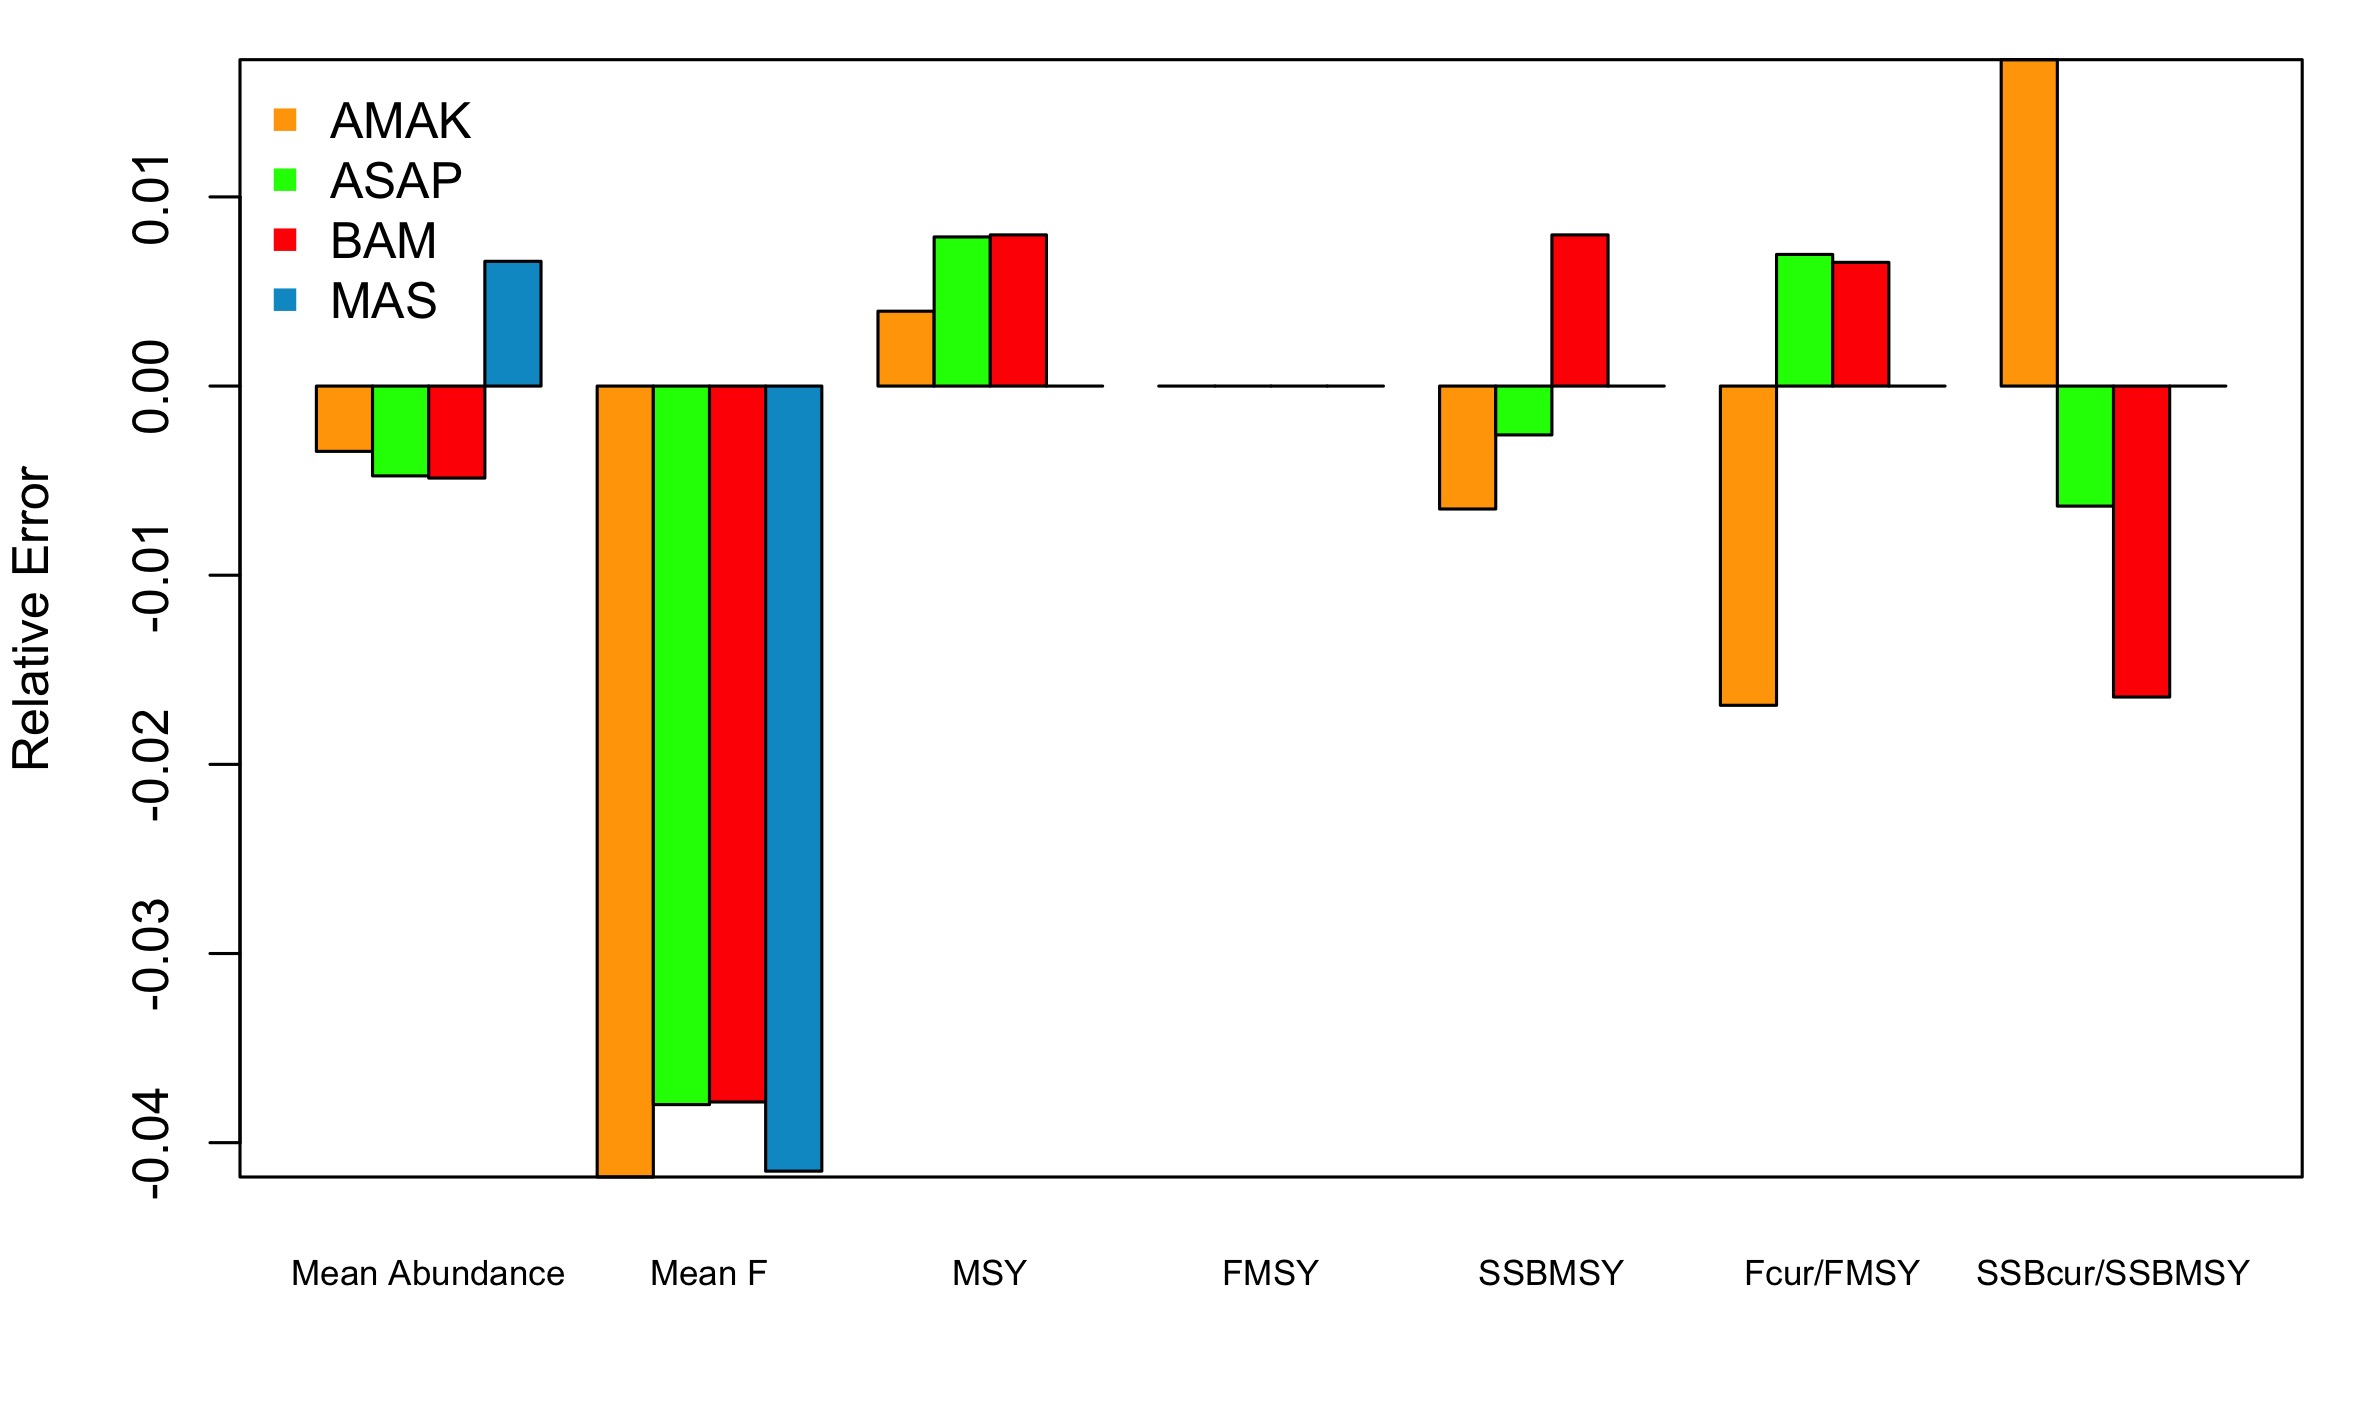 AMAK
ASAP
BAM
MAS
Relative Error
0.01
0.00
-0.01
-0.02
-0.03
-0.04
Mean Abundance Mean F MSY FMSY SSBMSY Fcur/FMSY SSBcur/SSBMSY